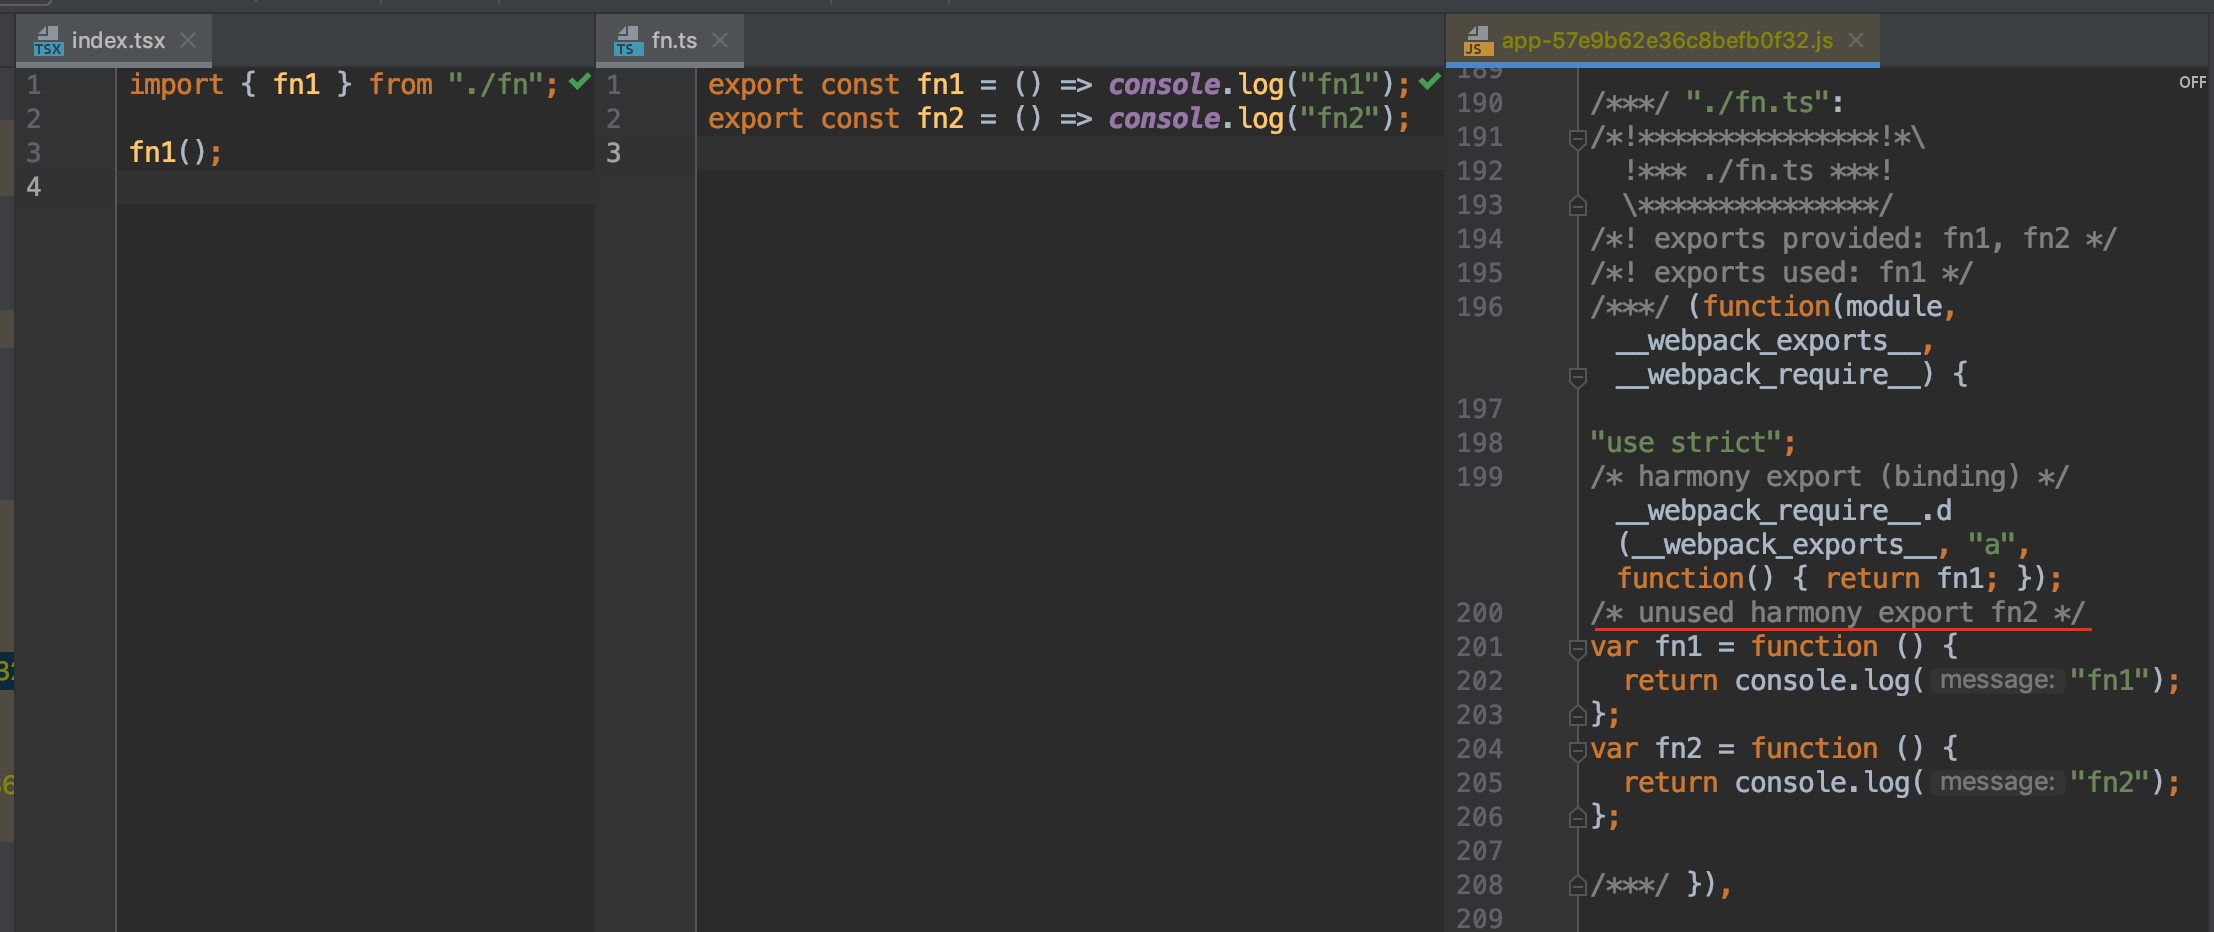 index.tsx
1 import { fn1 } from "./fn";
2
3 fn1();
4
fn.ts
1 export const fn1 = () => console.log("fn1");
2 export const fn2 = () => console.log("fn2");
3
app-57e9b62e36c8befb0f32.js
OFF
189
190 /***/ "./fn.ts":
191 /*!***************!*\
192 !*** ./fn.ts ***!
193 \***************/
194 /*! exports provided: fn1, fn2 */
195 /*! exports used: fn1 */
196 /***/ (function(module,
__webpack_exports__,
__webpack_require__) {
197
198 "use strict";
199 /* harmony export (binding) */
__webpack_require__.d
(__webpack_exports__, "a",
function() { return fn1; });
200 /* unused harmony export fn2 */
201 var fn1 = function () {
202 return console.log( message: "fn1");
203 };
204 var fn2 = function () {
205 return console.log( message: "fn2");
206 };
207
208 /***/ }),
209